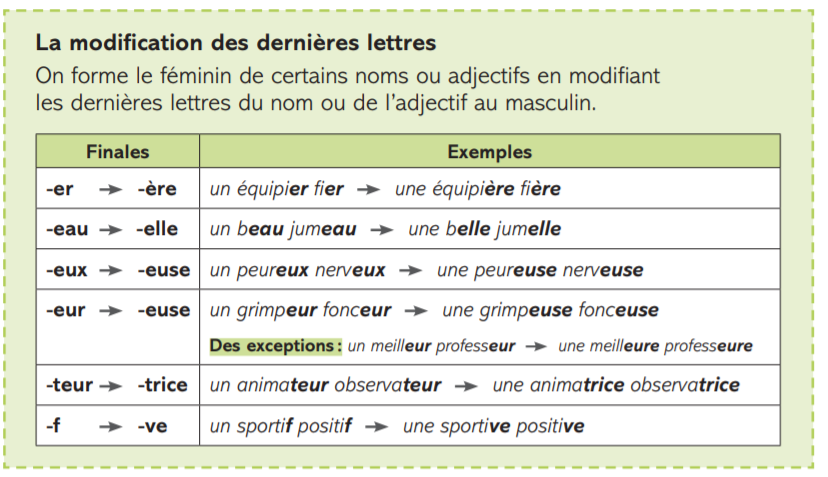 La modification des dernières lettres
On forme le féminin de certains noms ou adjectifs en modifiant
les dernières lettres du nom ou de l’adjectif au masculin.
Finales Exemples
-er → -ère un équipier fier → une équipière fière
-eau → -elle un beau jumeau → une belle jumelle
-eux → -euse un peureux nerveux → une peureuse nerveuse
-eur → -euse un grimpeur fonceur → une grimpeuse fonceuse
Des exceptions : un meilleur professeur → une meilleure professeure
-teur → -trice un animateur observateur → une animatrice observatrice
-f → -ve un sportif positif → une sportive positive